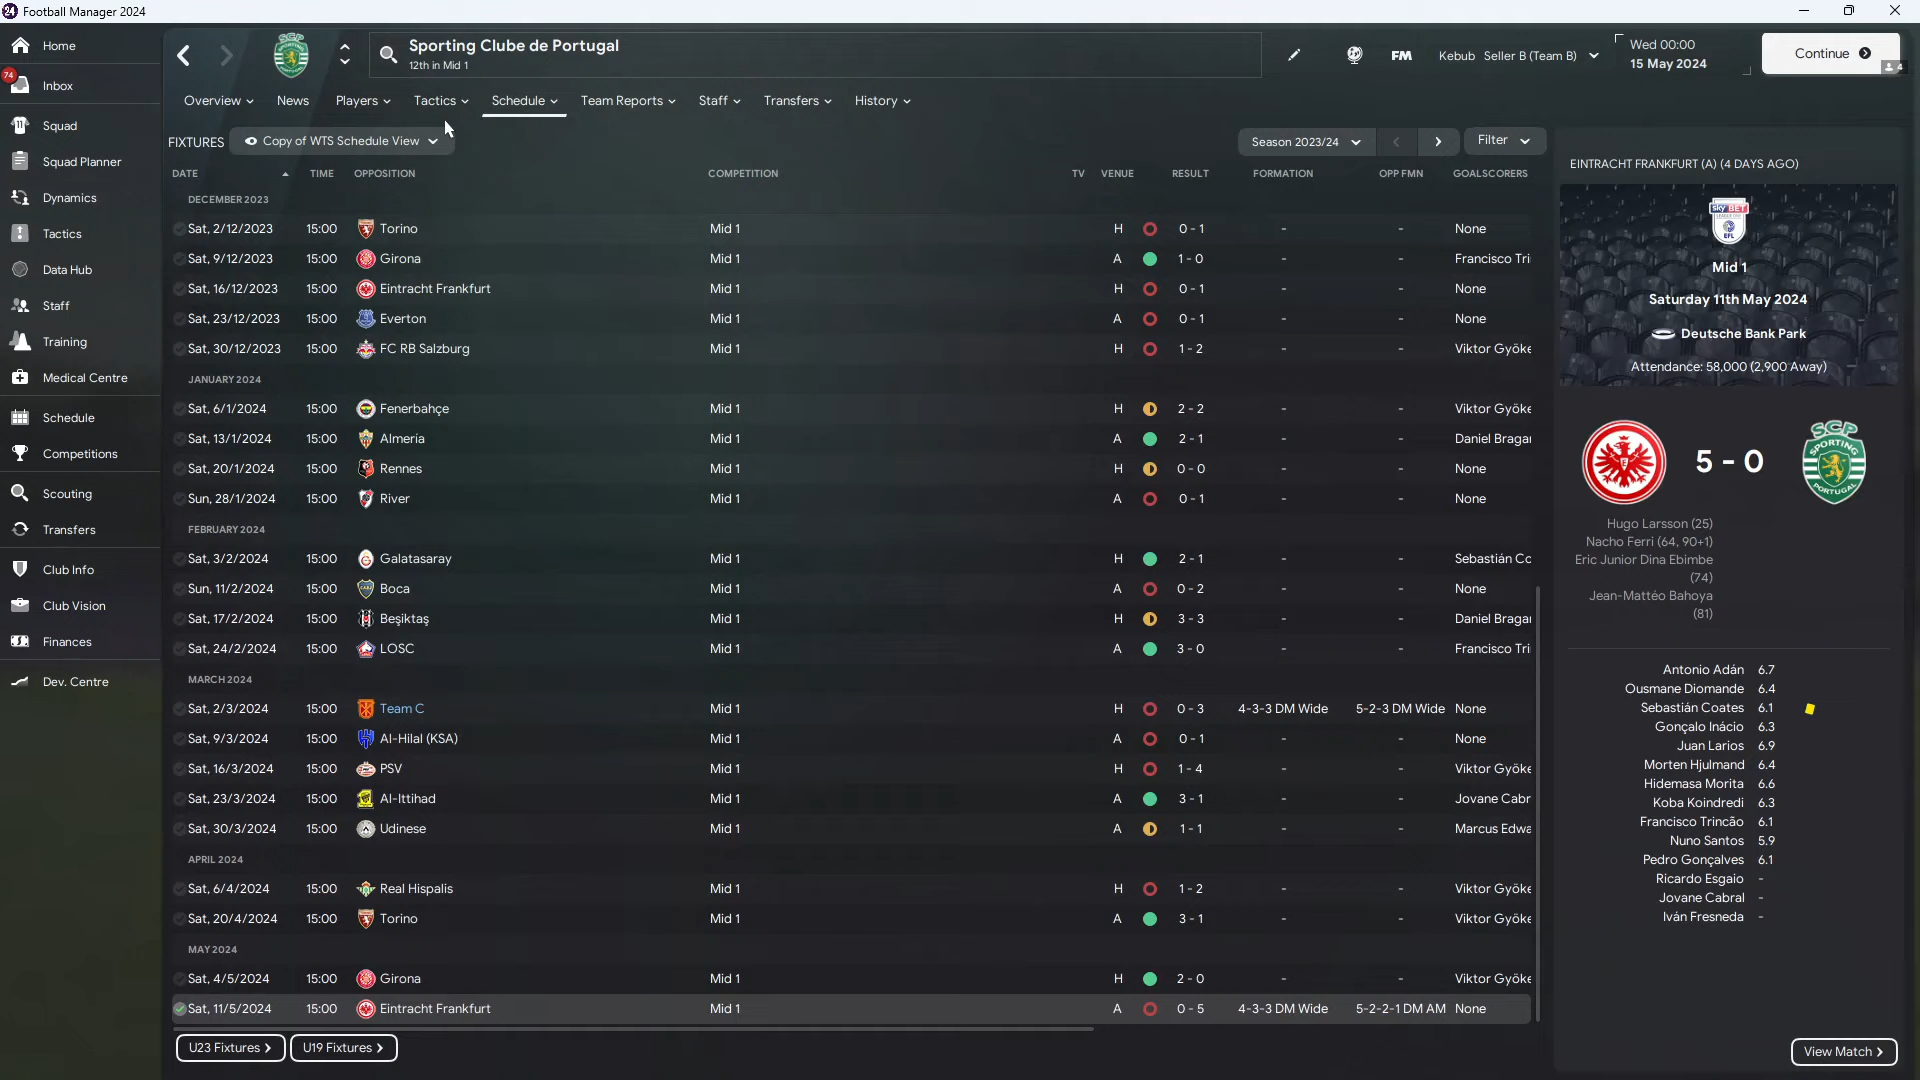 Football Manager 2024
Home
74
Inbox
Squad
Squad Planner
Dynamics
Tactics
Data Hub
Staff
Training
Medical Centre
Schedule
Competitions
Scouting
Transfers
Club Info
Club Vision
Finances
Dev. Centre
Sporting Clube de Portugal
12th in Mid 1
FM
Kebub Seller B (Team B)
Wed 00:00
15 May 2024
Continue
4
Overview News Players Tactics Schedule Team Reports Staff Transfers History
FIXTURES Copy of WTS Schedule View Season 2023/24 Filter
DATE TIME OPPOSITION COMPETITION TV VENUE RESULT FORMATION OPP FMN GOALSCORERS
DECEMBER 2023
Sat, 2/12/2023 15:00 Torino Mid 1 H 0 - 1 - - None
Sat, 9/12/2023 15:00 Girona Mid 1 A 1 - 0 - - Francisco Tri
Sat, 16/12/2023 15:00 Eintracht Frankfurt Mid 1 H 0 - 1 - - None
Sat, 23/12/2023 15:00 Everton Mid 1 A 0 - 1 - - None
Sat, 30/12/2023 15:00 FC RB Salzburg Mid 1 H 1 - 2 - - Viktor Gyöke
JANUARY 2024
Sat, 6/1/2024 15:00 Fenerbahçe Mid 1 H 2 - 2 - - Viktor Gyöke
Sat, 13/1/2024 15:00 Almería Mid 1 A 2 - 1 - - Daniel Bragan
Sat, 20/1/2024 15:00 Rennes Mid 1 H 0 - 0 - - None
Sun, 28/1/2024 15:00 River Mid 1 A 0 - 1 - - None
FEBRUARY 2024
Sat, 3/2/2024 15:00 Galatasaray Mid 1 H 2 - 1 - - Sebastián Co
Sun, 11/2/2024 15:00 Boca Mid 1 A 0 - 2 - - None
Sat, 17/2/2024 15:00 Beşiktaş Mid 1 H 3 - 3 - - Daniel Bragan
Sat, 24/2/2024 15:00 LOSC Mid 1 A 3 - 0 - - Francisco Tri
MARCH 2024
Sat, 2/3/2024 15:00 Team C Mid 1 H 0 - 3 4-3-3 DM Wide 5-2-3 DM Wide None
Sat, 9/3/2024 15:00 Al-Hilal (KSA) Mid 1 A 0 - 1 - - None
Sat, 16/3/2024 15:00 PSV Mid 1 H 1 - 4 - - Viktor Gyöke
Sat, 23/3/2024 15:00 Al-Ittihad Mid 1 A 3 - 1 - - Jovane Cabr
Sat, 30/3/2024 15:00 Udinese Mid 1 A 1 - 1 - - Marcus Edwa
APRIL 2024
Sat, 6/4/2024 15:00 Real Hispalis Mid 1 H 1 - 2 - - Viktor Gyöke
Sat, 20/4/2024 15:00 Torino Mid 1 A 3 - 1 - - Viktor Gyöke
MAY 2024
Sat, 4/5/2024 15:00 Girona Mid 1 H 2 - 0 - - Viktor Gyöke
Sat, 11/5/2024 15:00 Eintracht Frankfurt Mid 1 A 0 - 5 4-3-3 DM Wide 5-2-2-1 DM AM None
U23 Fixtures U19 Fixtures
EINTRACHT FRANKFURT (A) (4 DAYS AGO)
sky BET
EFL
Mid 1
Saturday 11th May 2024
Deutsche Bank Park
Attendance: 58,000 (2,900 Away)
5 - 0
SCP
SPORTING
PORTUGAL
Hugo Larsson (25)
Nacho Ferri (64, 90+1)
Eric Junior Dina Ebimbe
(74)
Jean-Mattéo Bahoya
(81)
Antonio Adán 6.7
Ousmane Diomande 6.4
Sebastián Coates 6.1
Gonçalo Inácio 6.3
Juan Larios 6.9
Morten Hjulmand 6.4
Hidemasa Morita 6.6
Koba Koindredi 6.3
Francisco Trincão 6.1
Nuno Santos 5.9
Pedro Gonçalves 6.1
Ricardo Esgaio -
Jovane Cabral -
Iván Fresneda -
View Match